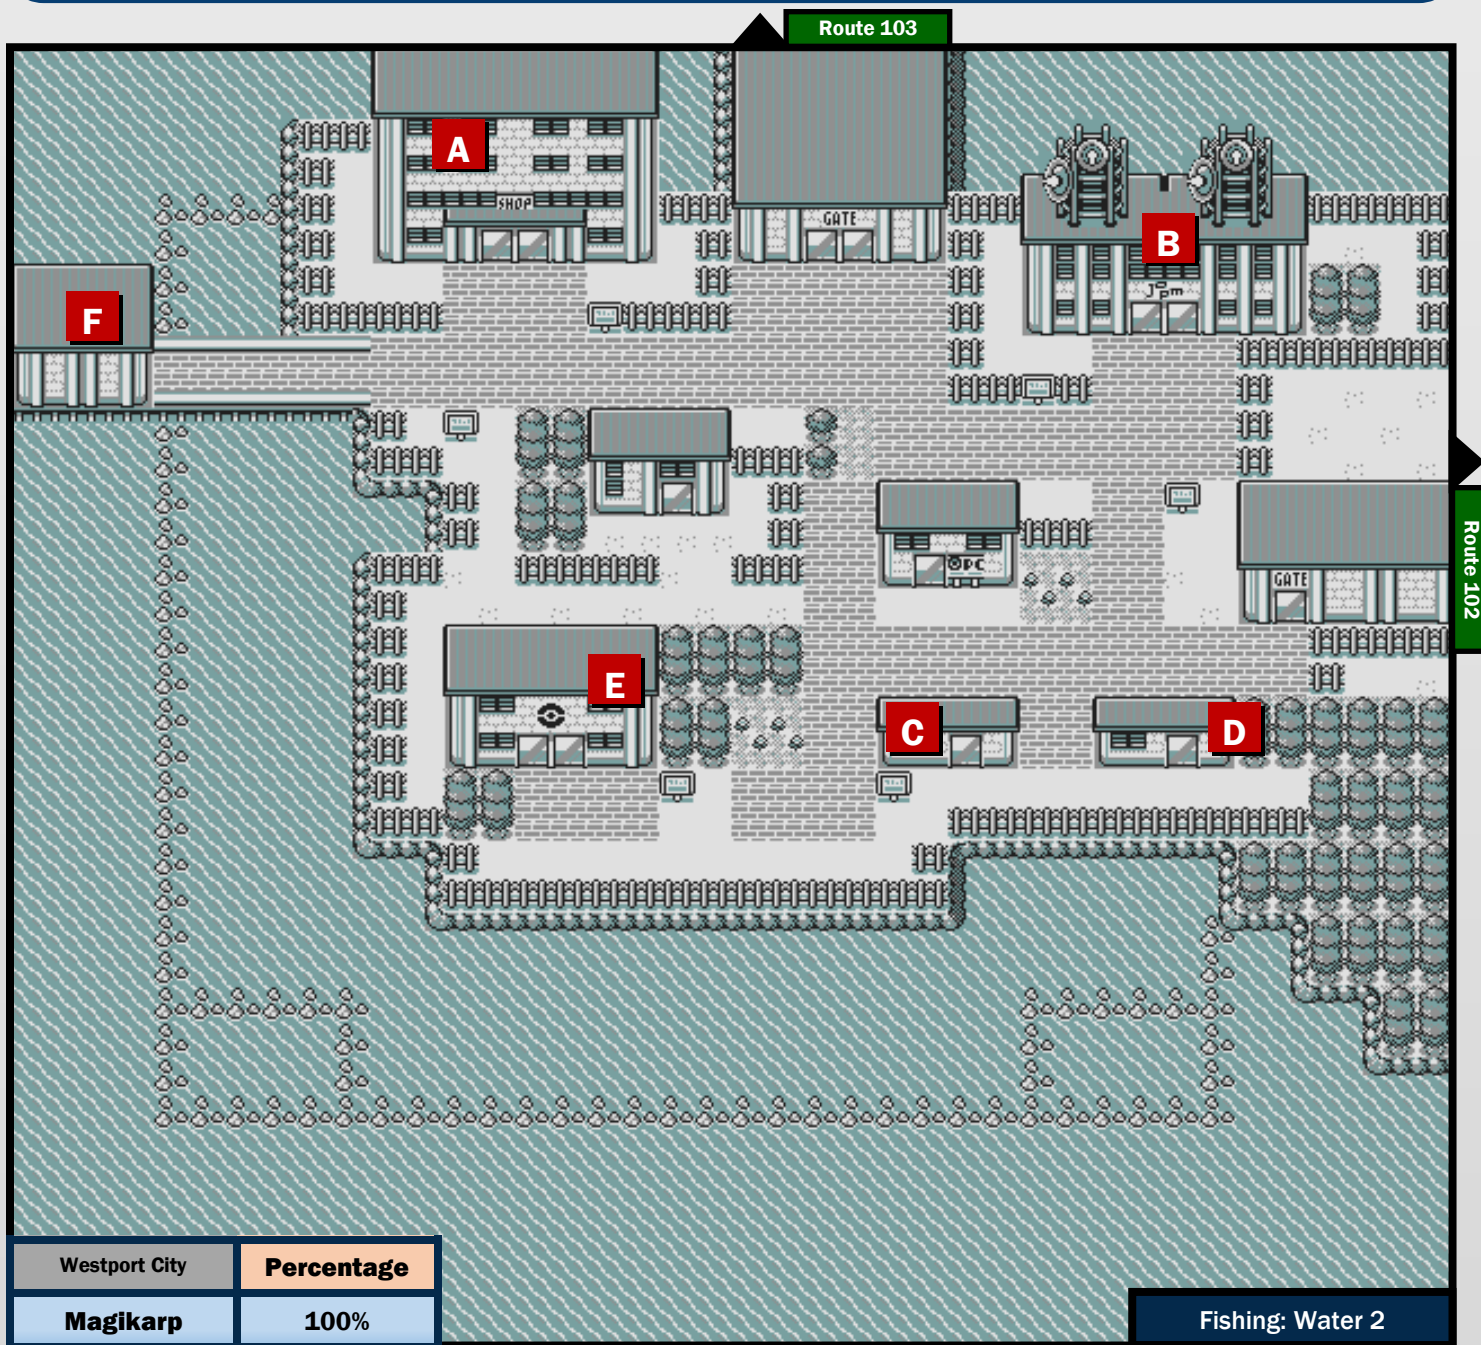 Route 103
A
SHOP
GATE
B
F
PC
GATE
Route 102
E
C
D
Westport City
Percentage
Magikarp
100%
Fishing: Water 2